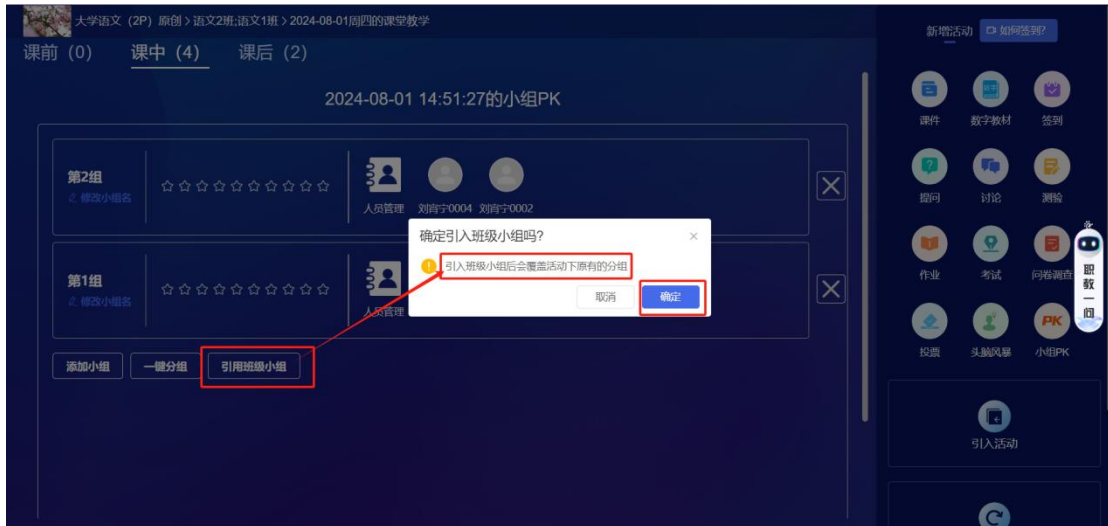 大学语文（2P）原创 > 语文2班;语文1班 > 2024-08-01周四的课堂教学
课前（0） 课中（4） 课后（2）
2024-08-01 14:51:27的小组PK
第2组
修改小组名
人员管理 刘肖宁0004 刘肖宁0002
确定引入班级小组吗?
引入班级小组后会覆盖活动下原有的分组
取消 确定
第1组
修改小组名
人员管理
添加小组 一键分组 引用班级小组
新增活动 如何签到?
课件 数字教材 签到
提问 讨论 测验
作业 考试 问卷调查
投票 头脑风暴 PK 小组PK
职教一问
引入活动